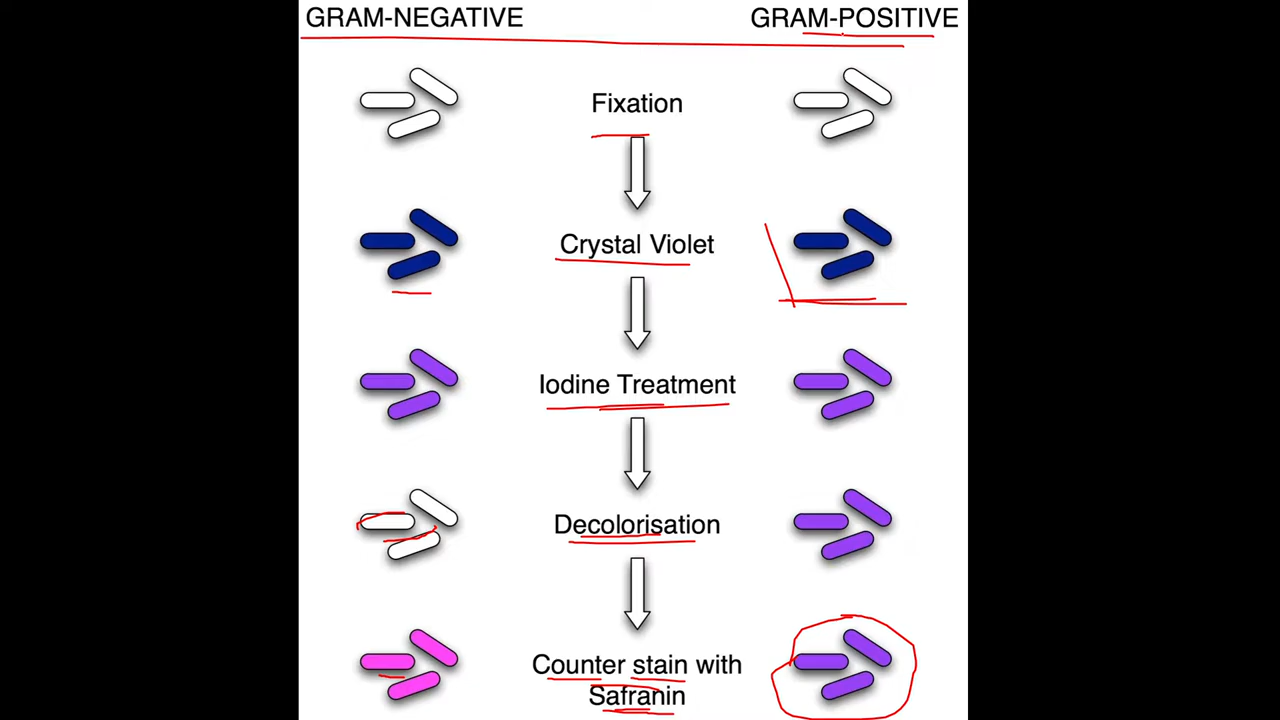 GRAM-NEGATIVE
GRAM-POSITIVE
Fixation
Crystal Violet
Iodine Treatment
Decolorisation
Counter stain with
Safranin